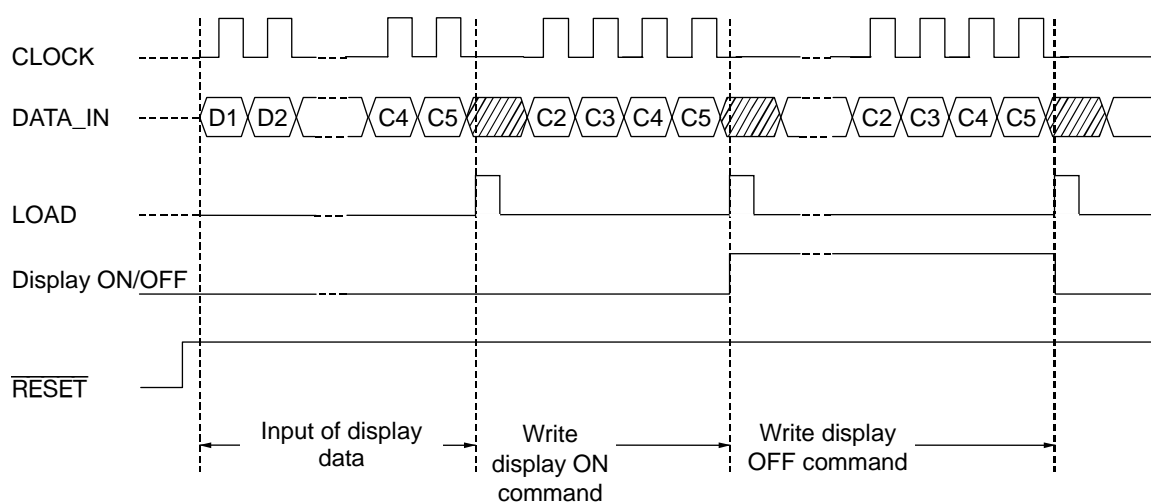 CLOCK
DATA_IN D1 D2 C4 C5 C2 C3 C4 C5 C2 C3 C4 C5
LOAD
Display ON/OFF
RESET
Input of display
data
Write
display ON
command
Write display
OFF command